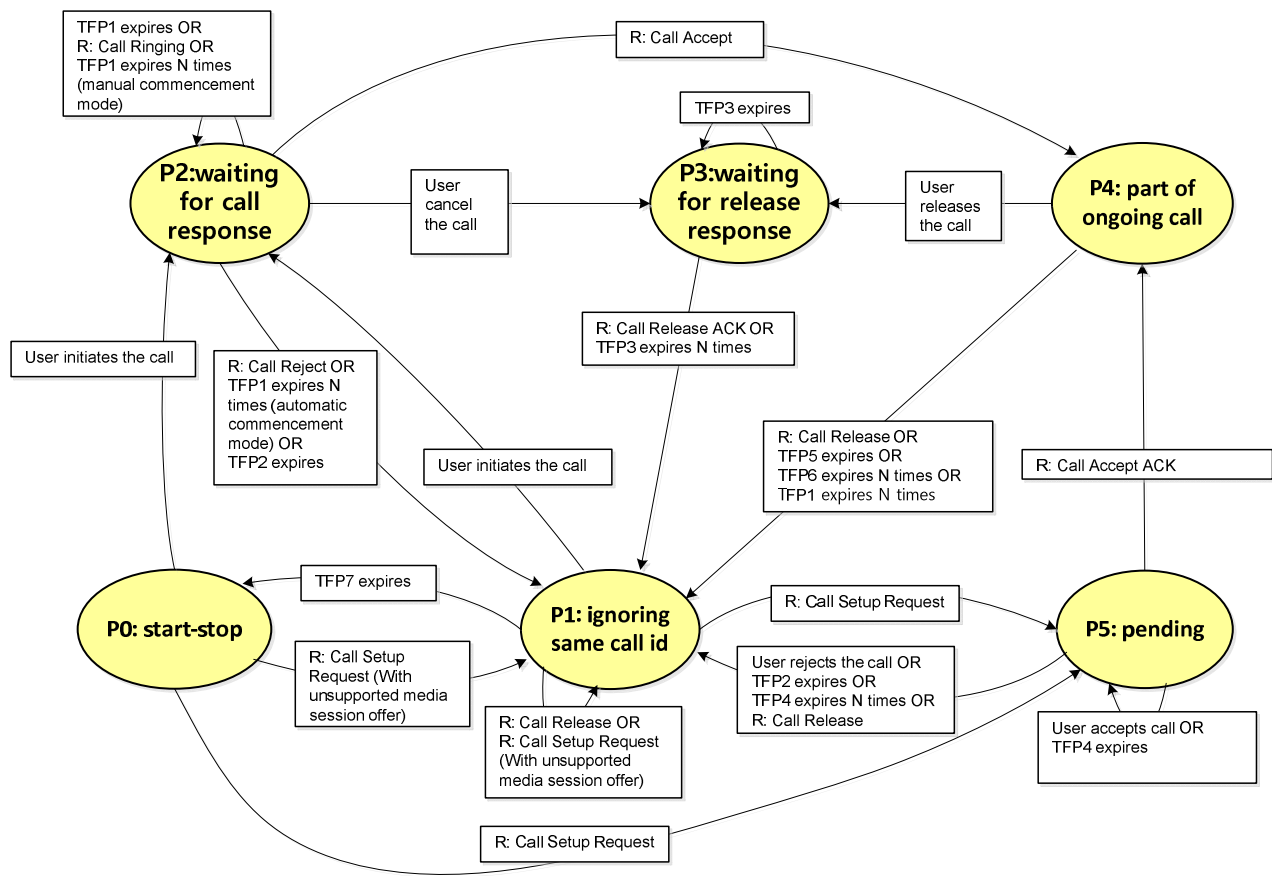 TFP1 expires OR
R: Call Ringing OR
TFP1 expires N times
(manual commencement
mode)
R: Call Accept
TFP3 expires
P2:waiting
for call
response
User
cancel
the call
P3:waiting
for release
response
User
releases
the call
P4: part of
ongoing call
User initiates the call
R: Call Reject OR
TFP1 expires N
times (automatic
commencement
mode) OR
TFP2 expires
R: Call Release ACK OR
TFP3 expires N times
User initiates the call
R: Call Release OR
TFP5 expires OR
TFP6 expires N times OR
TFP1 expires N times
R: Call Accept ACK
TFP7 expires
P0: start-stop
P1: ignoring
same call id
R: Call Setup Request
P5: pending
R: Call Setup
Request (With
unsupported media
session offer)
User rejects the call OR
TFP2 expires OR
TFP4 expires N times OR
R: Call Release
R: Call Release OR
R: Call Setup Request
(With unsupported
media session offer)
User accepts call OR
TFP4 expires
R: Call Setup Request